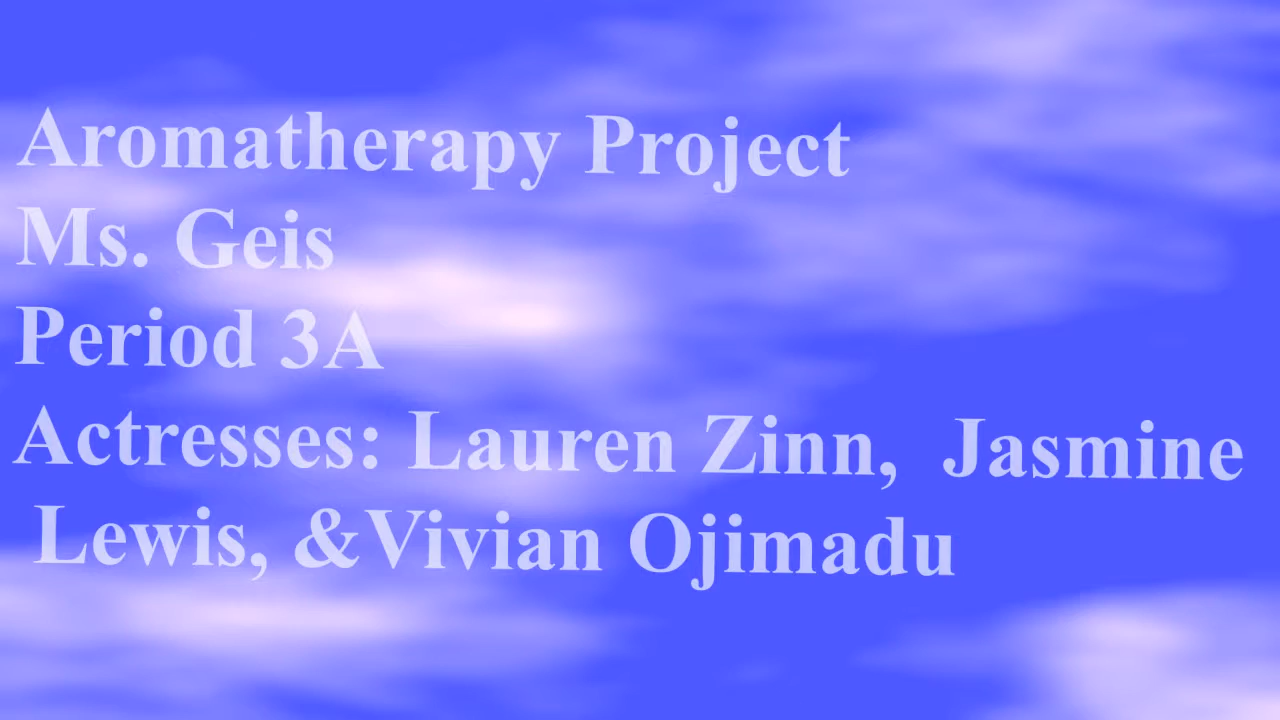 Aromatherapy Project
Ms. Geis
Period 3A
Actresses: Lauren Zinn,  Jasmine
Lewis, &Vivian Ojimadu